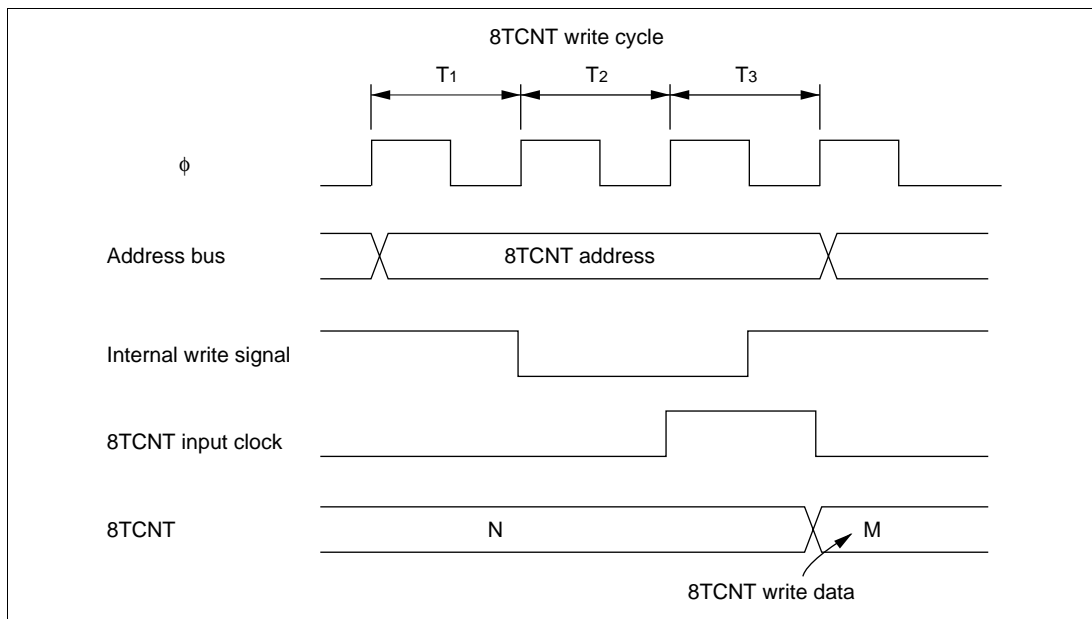 8TCNT write cycle
T1 T2 T3
φ
Address bus
8TCNT address
Internal write signal
8TCNT input clock
8TCNT
N
M
8TCNT write data